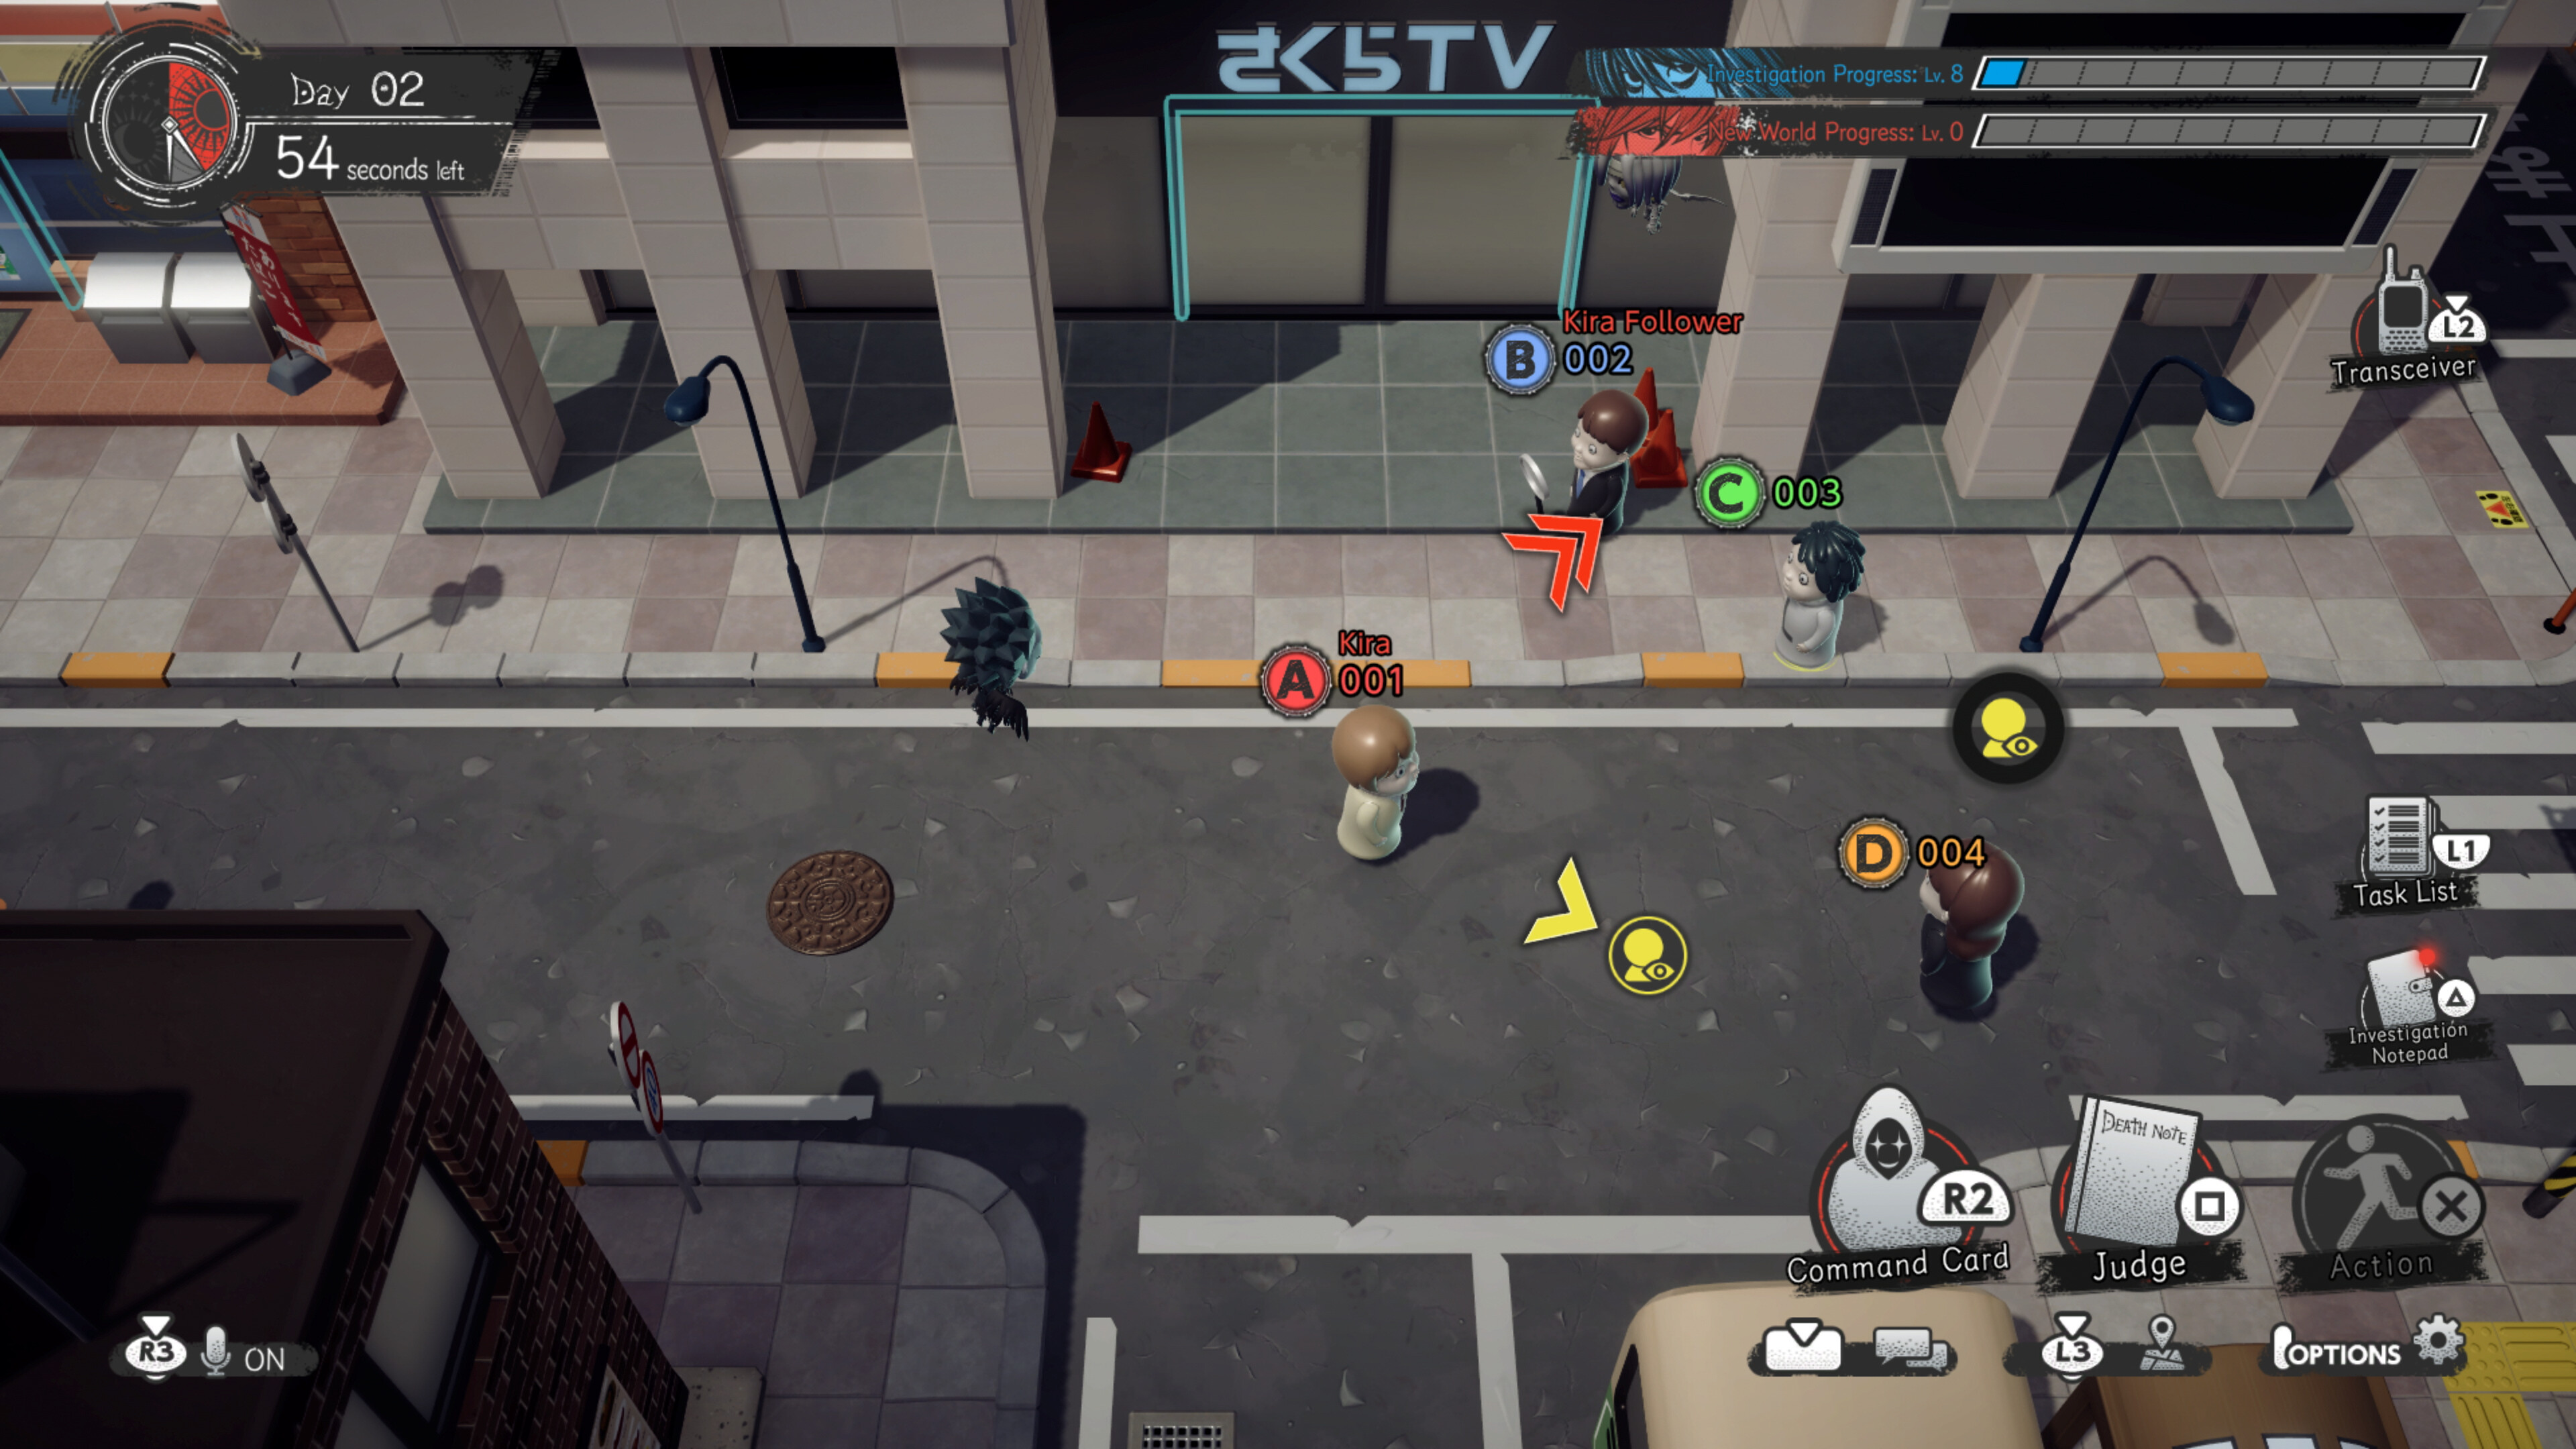 さくらTV
Day 02
54 seconds left
Investigation Progress: Lv. 8
New World Progress: Lv. 0
L2
Transceiver
Kira Follower
B 002
C 003
Kira
A 001
D 004
L1
Task List
Investigation
Notepad
DEATH NOTE
R2
Command Card
Judge
Action
R3 ON
L3
OPTIONS